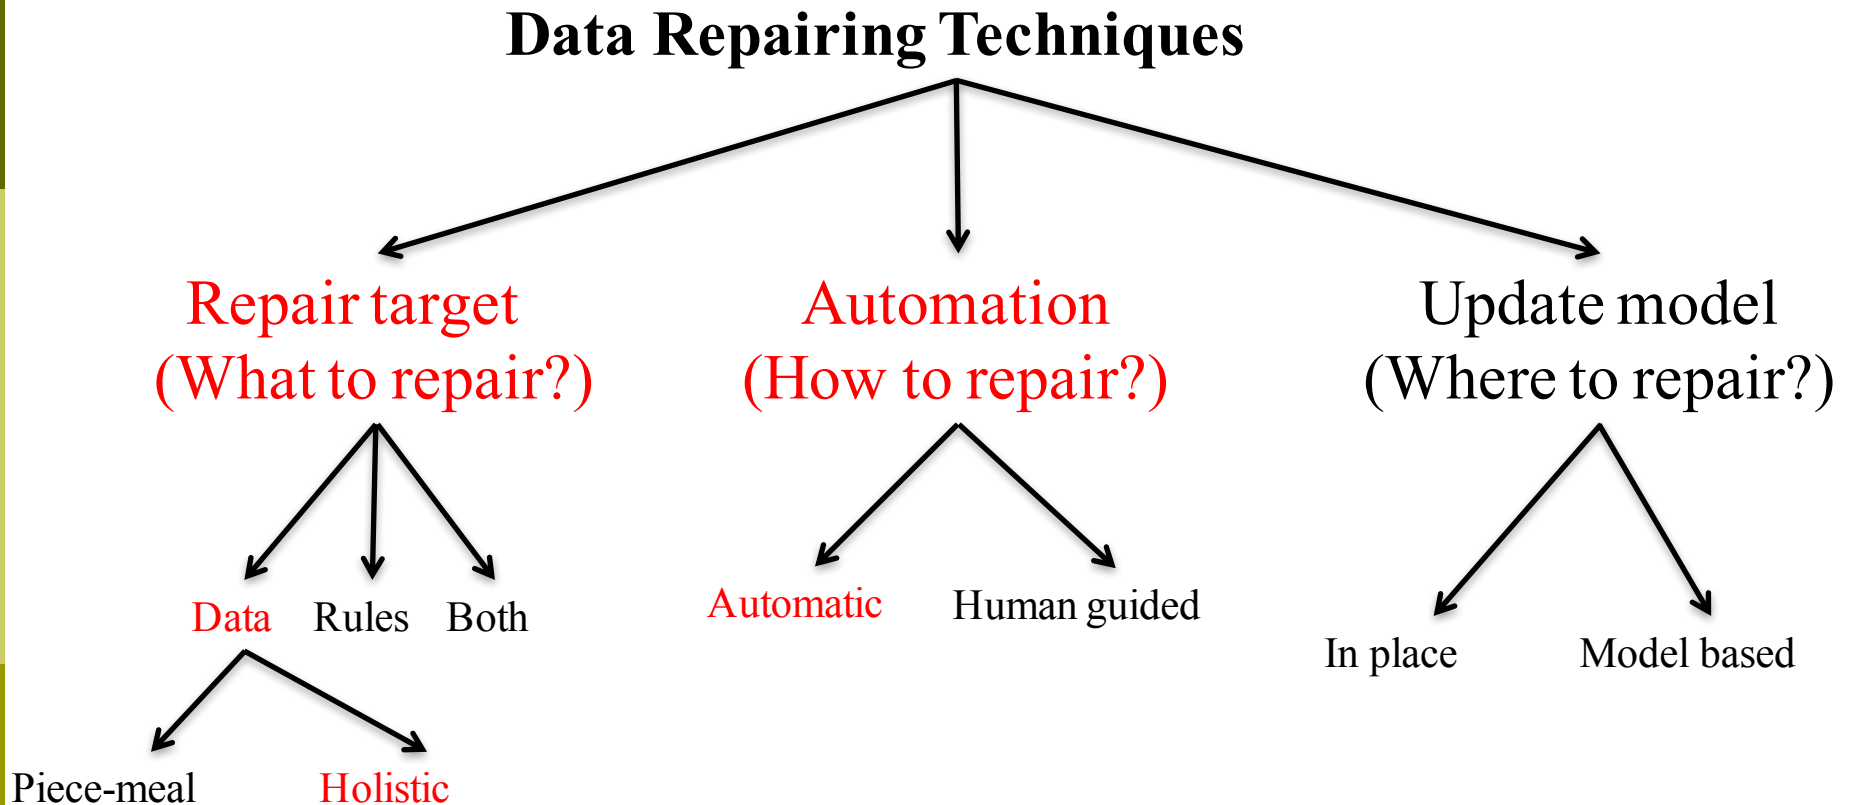 Data Repairing Techniques
Repair target
(What to repair?)
Automation
(How to repair?)
Update model
(Where to repair?)
Data
Rules
Both
Automatic
Human guided
In place
Model based
Piece-meal
Holistic